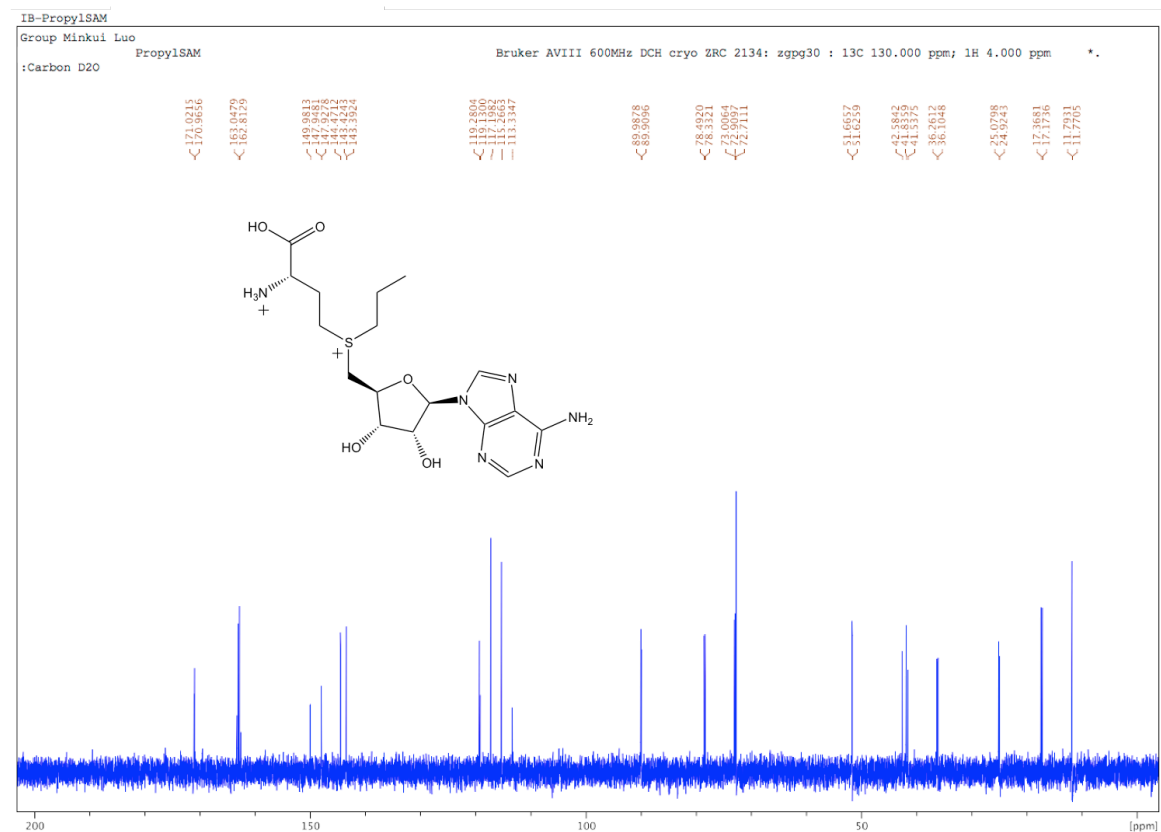 IB-PropylSAM
Group Minkui Luo
PropylSAM Bruker AVIII 600MHz DCH cryo ZRC 2134: zgpg30 : 13C 130.000 ppm; 1H 4.000 ppm *.
:Carbon D2O
171.0215
170.9656
163.0479
162.8129
149.9813
147.9481
147.9278
144.4712
143.4243
143.3924
119.2804
119.1300
117.1982
115.2663
113.3347
89.9878
89.9096
78.4920
78.3321
73.0064
72.9097
72.7111
51.6657
51.6259
42.5842
41.8359
41.5375
36.2612
36.1048
25.0798
24.9243
17.3681
17.1736
11.7931
11.7705
HO
O
H3N
+
S
+
O
N
N
NH2
HO
OH
N
N
200 150 100 50 [ppm]